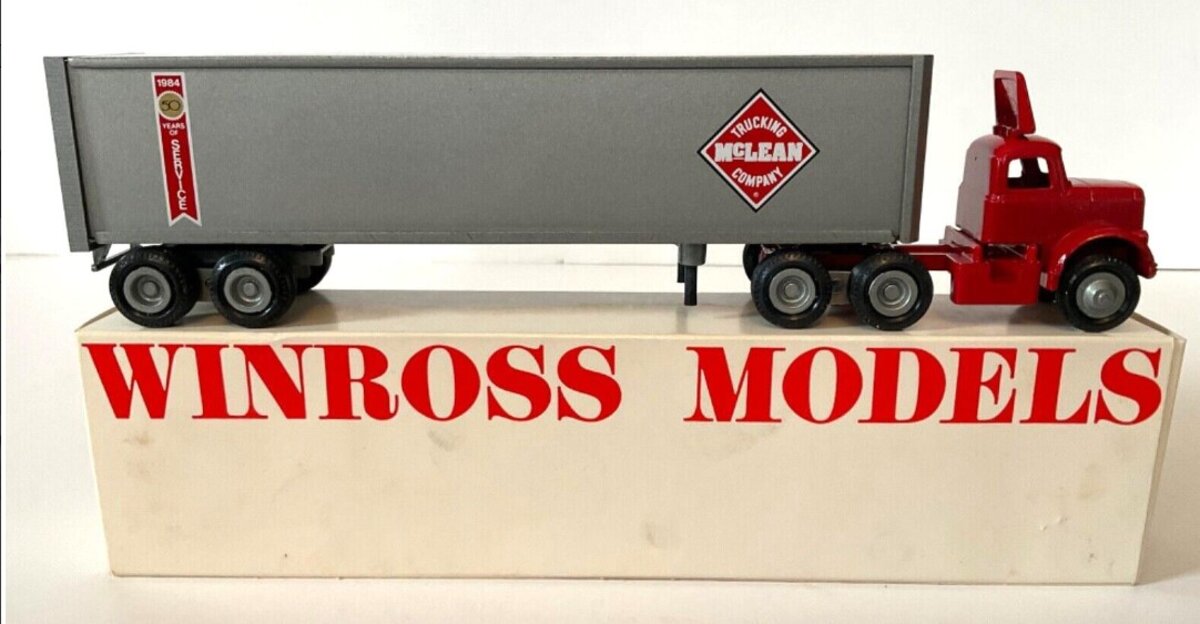 1984
50
YEARS
OF
SERVICE
TRUCKING
McLEAN
COMPANY
®
WINROSS MODELS